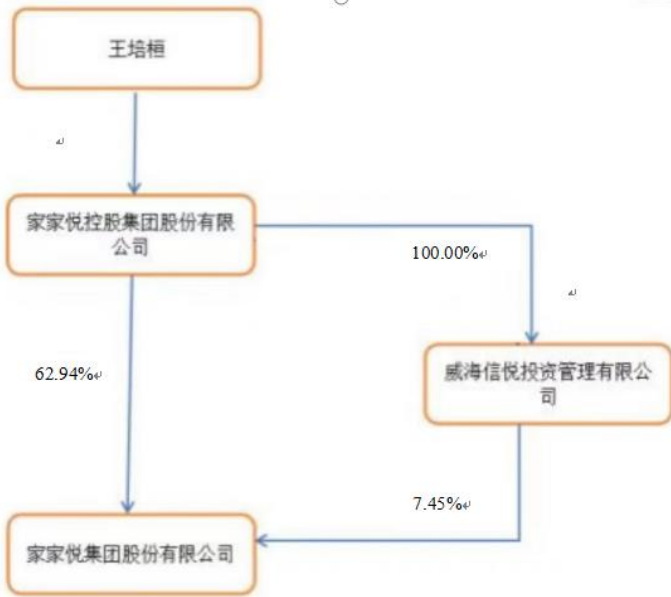 王培桓
家家悦控股集团股份有限
公司
100.00%
62.94%
威海信悦投资管理有限公
司
7.45%
家家悦集团股份有限公司